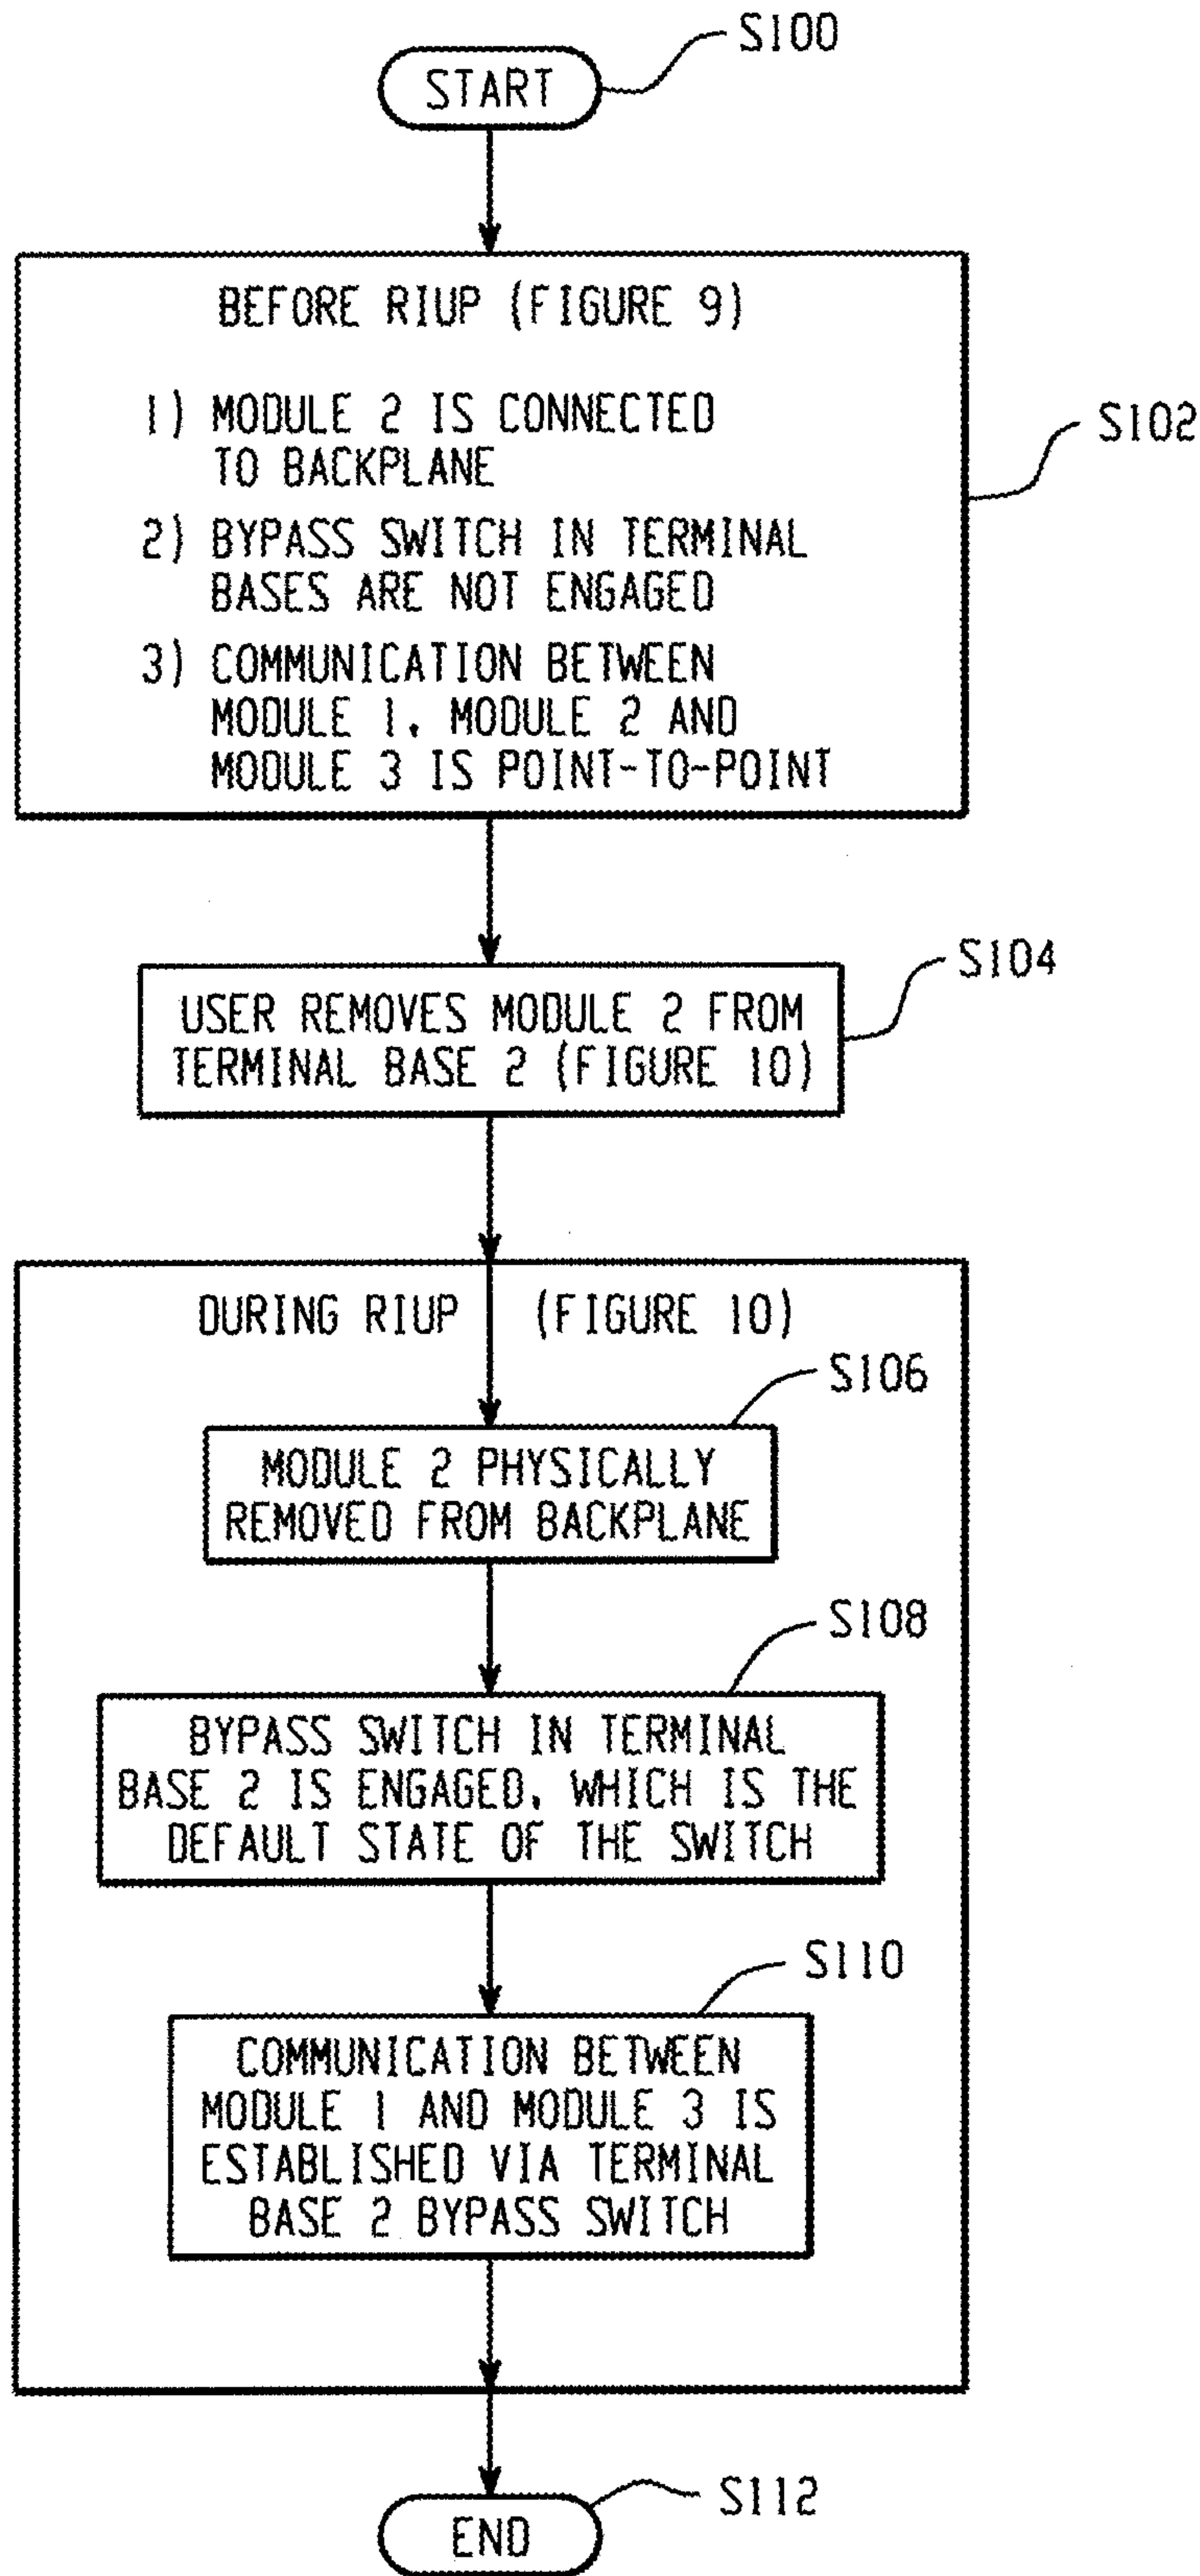 S100
START
BEFORE RIUP (FIGURE 9)
1) MODULE 2 IS CONNECTED
TO BACKPLANE
S102
2) BYPASS SWITCH IN TERMINAL
BASES ARE NOT ENGAGED
3) COMMUNICATION BETWEEN
MODULE 1, MODULE 2 AND
MODULE 3 IS POINT-TO-POINT
S104
USER REMOVES MODULE 2 FROM
TERMINAL BASE 2 (FIGURE 10)
DURING RIUP (FIGURE 10)
S106
MODULE 2 PHYSICALLY
REMOVED FROM BACKPLANE
S108
BYPASS SWITCH IN TERMINAL
BASE 2 IS ENGAGED, WHICH IS THE
DEFAULT STATE OF THE SWITCH
S110
COMMUNICATION BETWEEN
MODULE 1 AND MODULE 3 IS
ESTABLISHED VIA TERMINAL
BASE 2 BYPASS SWITCH
S112
END